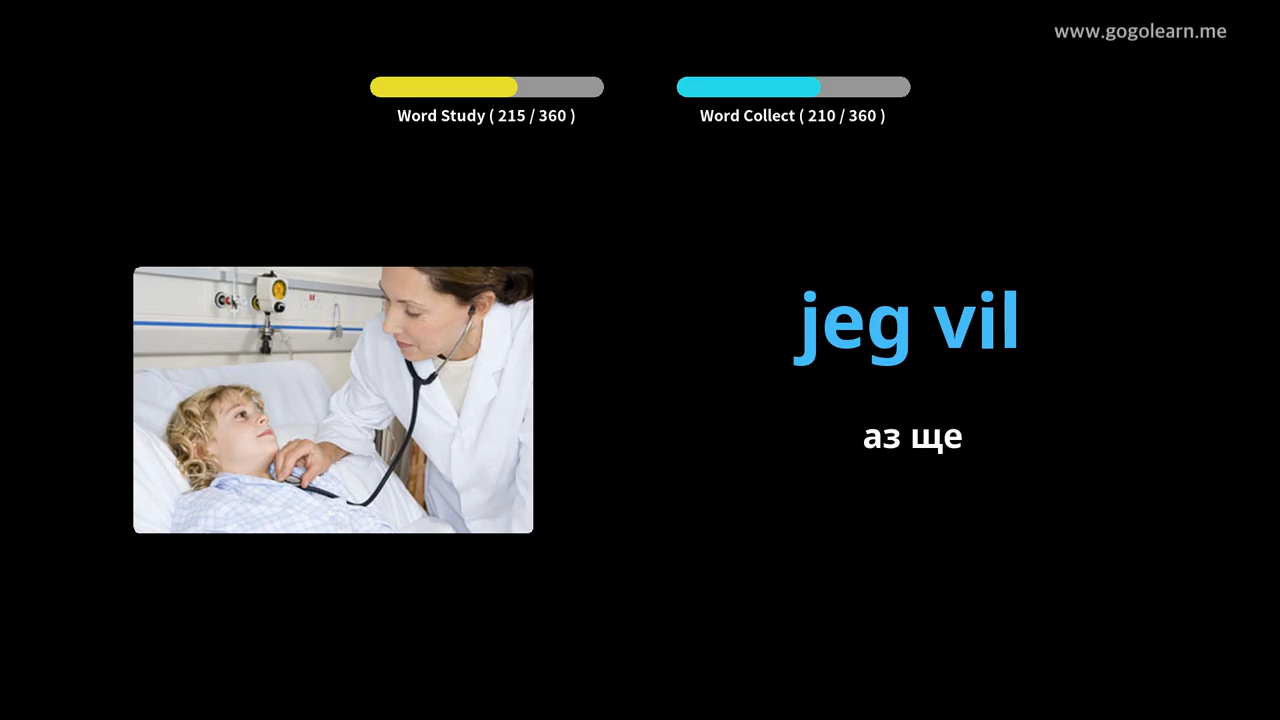 www.gogolearn.me
Word Study ( 215 / 360 )
Word Collect ( 210 / 360 )
jeg vil
аз ще